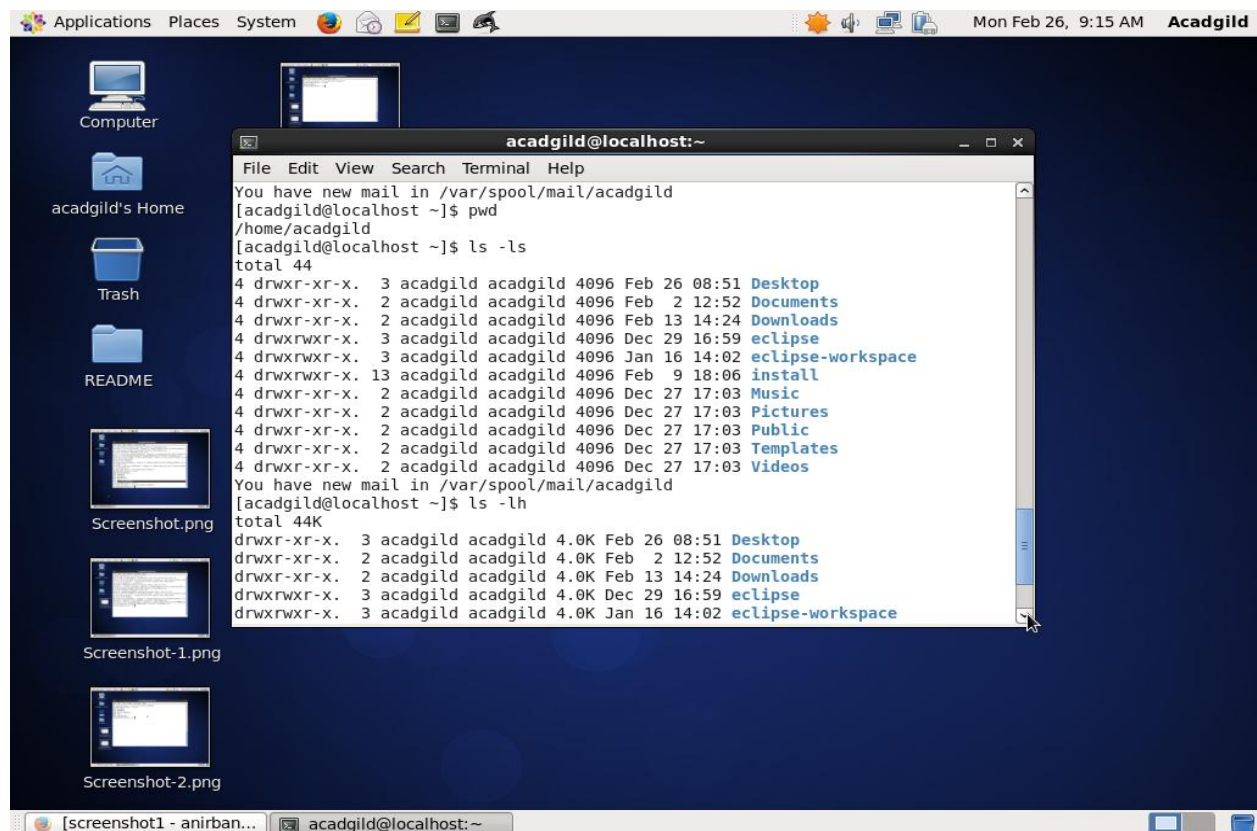 Applications Places System Mon Feb 26, 9:15 AM Acadgild
Computer
acadgild's Home
Trash
README
Screenshot.png
Screenshot-1.png
Screenshot-2.png
acadgild@localhost:~
File Edit View Search Terminal Help
You have new mail in /var/spool/mail/acadgild
[acadgild@localhost ~]$ pwd
/home/acadgild
[acadgild@localhost ~]$ ls -ls
total 44
4 drwxr-xr-x.  3 acadgild acadgild 4096 Feb 26 08:51 Desktop
4 drwxr-xr-x.  2 acadgild acadgild 4096 Feb  2 12:52 Documents
4 drwxr-xr-x.  2 acadgild acadgild 4096 Feb 13 14:24 Downloads
4 drwxrwxr-x.  3 acadgild acadgild 4096 Dec 29 16:59 eclipse
4 drwxrwxr-x.  3 acadgild acadgild 4096 Jan 16 14:02 eclipse-workspace
4 drwxrwxr-x. 13 acadgild acadgild 4096 Feb  9 18:06 install
4 drwxr-xr-x.  2 acadgild acadgild 4096 Dec 27 17:03 Music
4 drwxr-xr-x.  2 acadgild acadgild 4096 Dec 27 17:03 Pictures
4 drwxr-xr-x.  2 acadgild acadgild 4096 Dec 27 17:03 Public
4 drwxr-xr-x.  2 acadgild acadgild 4096 Dec 27 17:03 Templates
4 drwxr-xr-x.  2 acadgild acadgild 4096 Dec 27 17:03 Videos
You have new mail in /var/spool/mail/acadgild
[acadgild@localhost ~]$ ls -lh
total 44K
drwxr-xr-x.  3 acadgild acadgild 4.0K Feb 26 08:51 Desktop
drwxr-xr-x.  2 acadgild acadgild 4.0K Feb  2 12:52 Documents
drwxr-xr-x.  2 acadgild acadgild 4.0K Feb 13 14:24 Downloads
drwxrwxr-x.  3 acadgild acadgild 4.0K Dec 29 16:59 eclipse
drwxrwxr-x.  3 acadgild acadgild 4.0K Jan 16 14:02 eclipse-workspace
[screenshot1 - anirban... acadgild@localhost:~